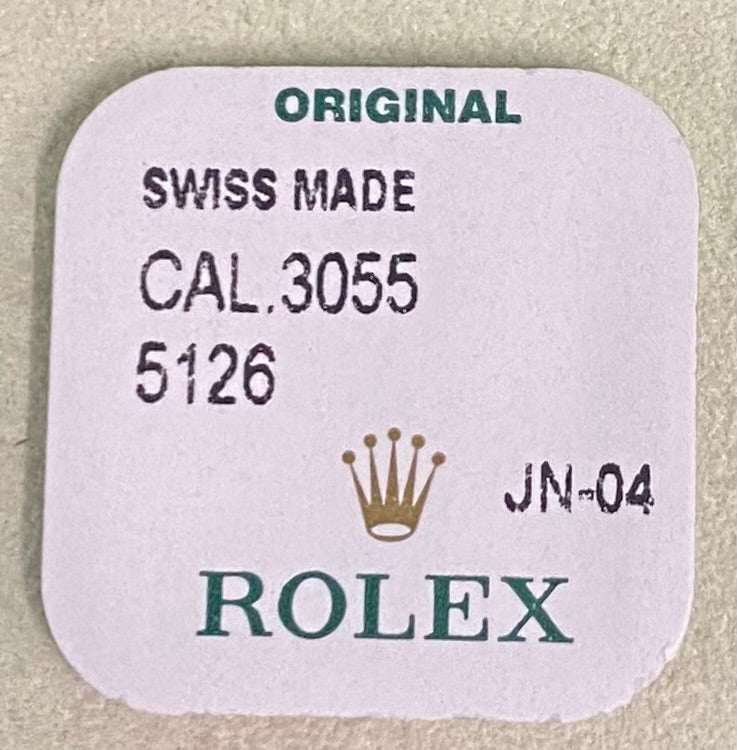 ORIGINAL
SWISS MADE
CAL.3055
5126
JN-04
ROLEX